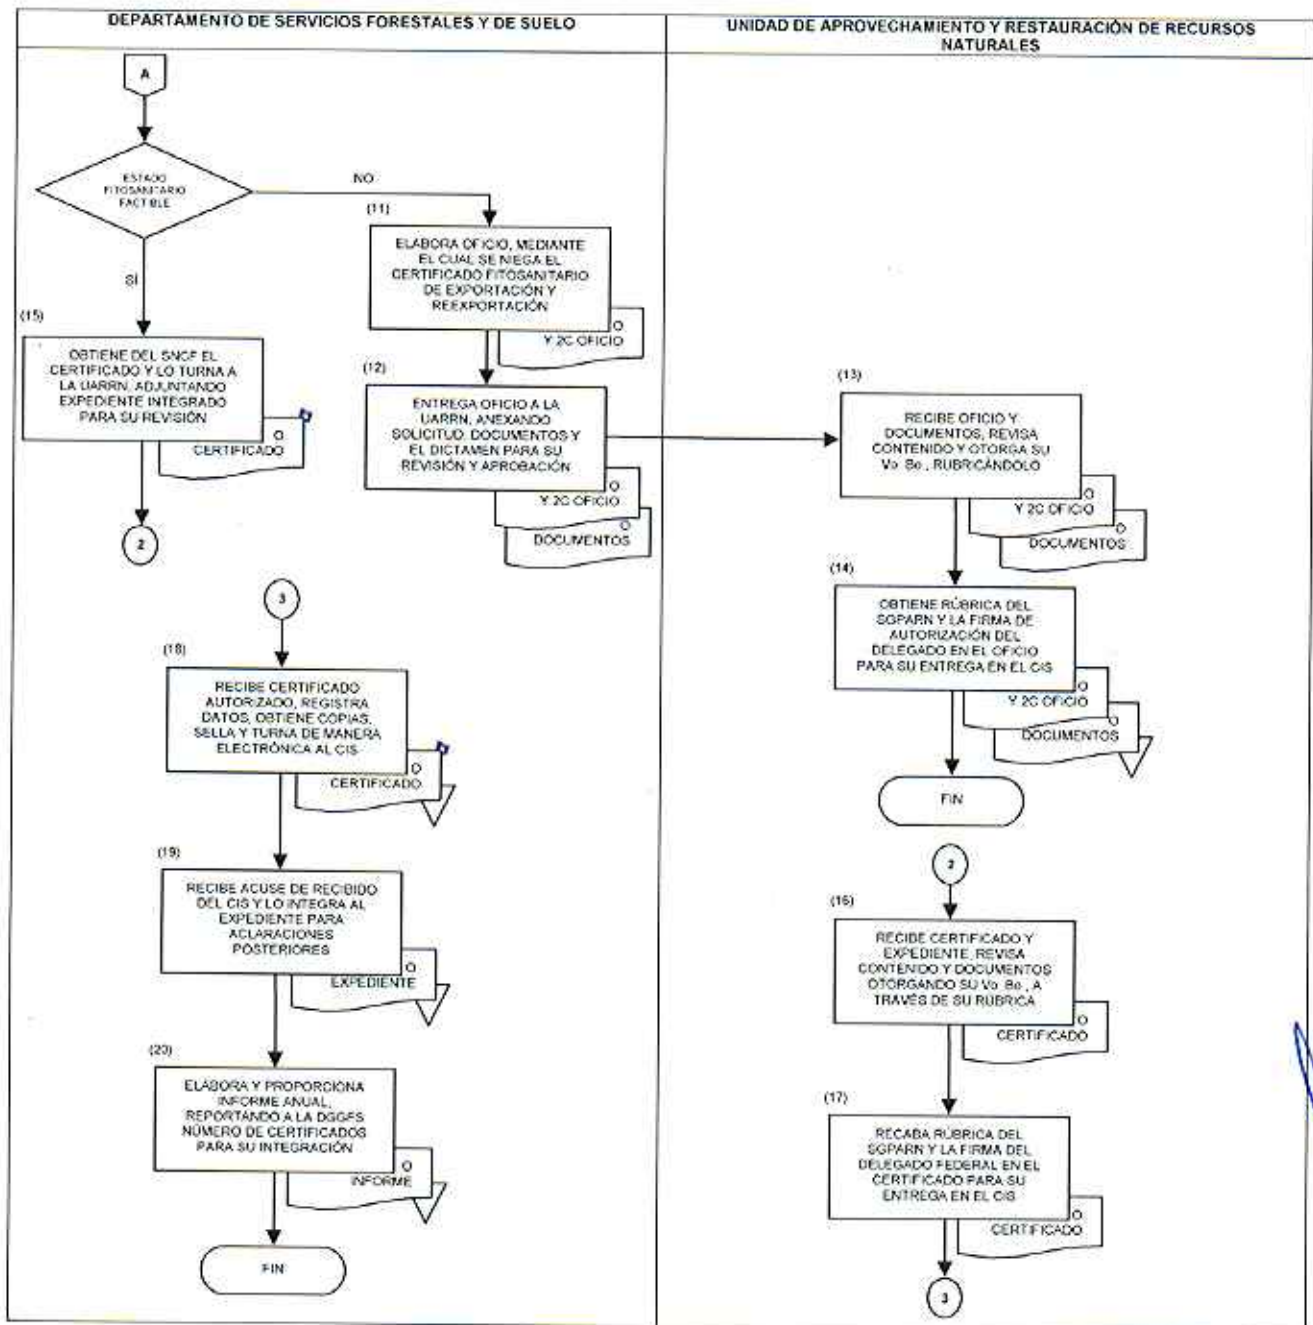 DEPARTAMENTO DE SERVICIOS FORESTALES Y DE SUELO
UNIDAD DE APROVECHAMIENTO Y RESTAURACIÓN DE RECURSOS
NATURALES
A
ESTADO
FITOSANITARIO
FACTIBLE
NO
SÍ
(11)
ELABORA OFICIO, MEDIANTE
EL CUAL SE NIEGA EL
CERTIFICADO FITOSANITARIO
DE EXPORTACIÓN Y
REEXPORTACIÓN
O
Y 2C OFICIO
(15)
OBTIENE DEL SNGF EL
CERTIFICADO Y LO TURNA A
LA UARRN, ADJUNTANDO
EXPEDIENTE INTEGRADO
PARA SU REVISIÓN
O
CERTIFICADO
2
(12)
ENTREGA OFICIO A LA
UARRN, ANEXANDO
SOLICITUD, DOCUMENTOS Y
EL DICTAMEN PARA SU
REVISIÓN Y APROBACIÓN
O
Y 2C OFICIO
O
DOCUMENTOS
(13)
RECIBE OFICIO Y
DOCUMENTOS, REVISA
CONTENIDO Y OTORGA SU
Vo. Bo., RUBRICÁNDOLO
O
Y 2C OFICIO
O
DOCUMENTOS
(14)
OBTIENE RÚBRICA DEL
SGPARN Y LA FIRMA DE
AUTORIZACIÓN DEL
DELEGADO EN EL OFICIO
PARA SU ENTREGA EN EL CIS
O
Y 2C OFICIO
O
DOCUMENTOS
FIN
3
(18)
RECIBE CERTIFICADO
AUTORIZADO, REGISTRA
DATOS, OBTIENE COPIAS,
SELLA Y TURNA DE MANERA
ELECTRÓNICA AL CIS
O
CERTIFICADO
(19)
RECIBE ACUSE DE RECIBIDO
DEL CIS Y LO INTEGRA AL
EXPEDIENTE PARA
ACLARACIONES
POSTERIORES
O
EXPEDIENTE
(20)
ELABORA Y PROPORCIONA
INFORME ANUAL,
REPORTANDO A LA DGGFS
NÚMERO DE CERTIFICADOS
PARA SU INTEGRACIÓN
O
INFORME
FIN
2
(16)
RECIBE CERTIFICADO Y
EXPEDIENTE, REVISA
CONTENIDO Y DOCUMENTOS
OTORGANDO SU Vo. Bo., A
TRAVÉS DE SU RÚBRICA
O
CERTIFICADO
(17)
RECABA RÚBRICA DEL
SGPARN Y LA FIRMA DEL
DELEGADO FEDERAL EN EL
CERTIFICADO PARA SU
ENTREGA EN EL CIS
O
CERTIFICADO
3